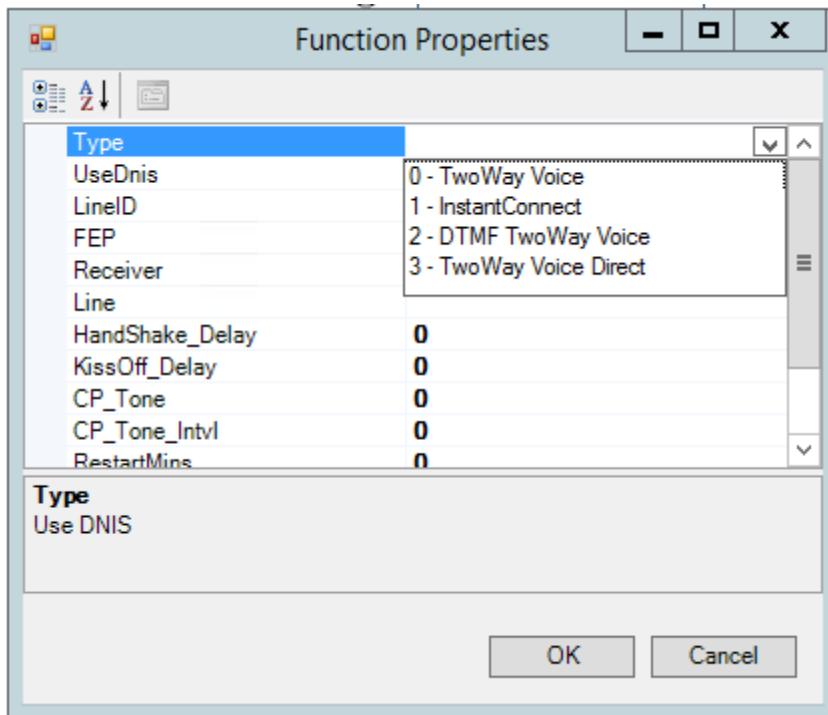 Function Properties
Type
UseDnis
0 - TwoWay Voice
LineID
1 - InstantConnect
FEP
2 - DTMF TwoWay Voice
Receiver
3 - TwoWay Voice Direct
Line
HandShake_Delay 0
KissOff_Delay 0
CP_Tone 0
CP_Tone_Intvl 0
RestartMins 0
Type
Use DNIS
OK Cancel